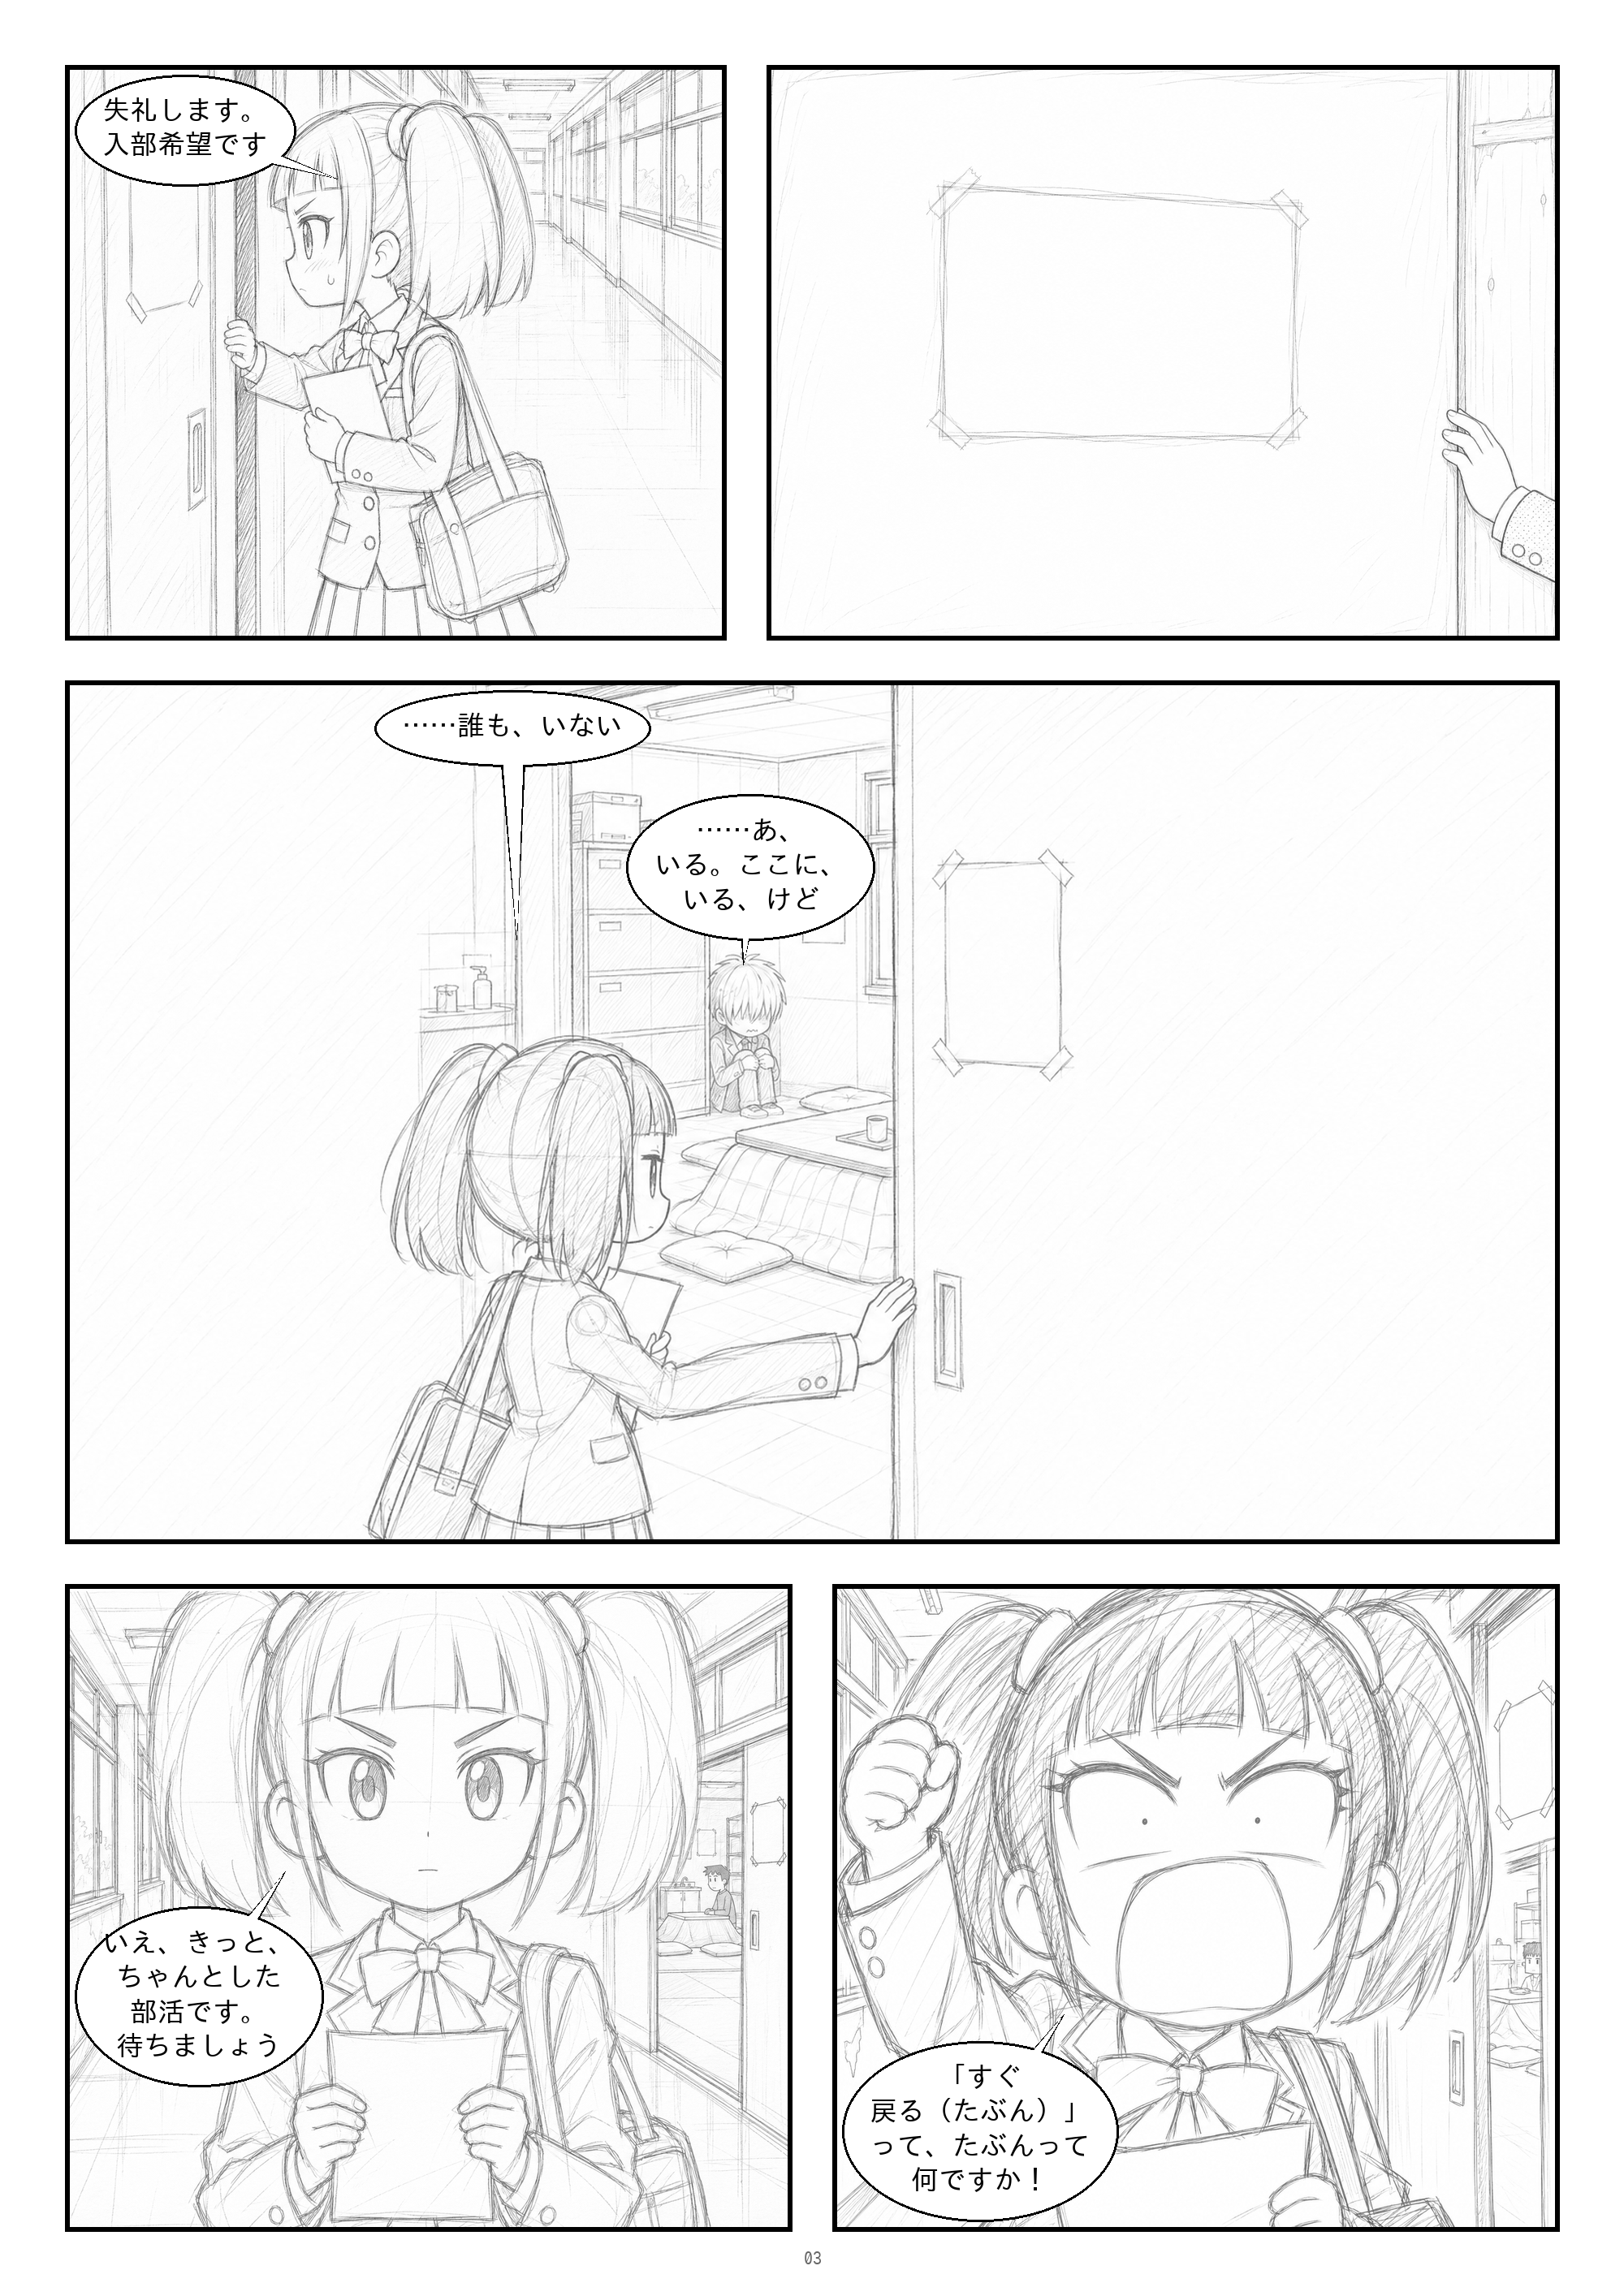 失礼します。
入部希望です
……誰も、いない
……あ、
いる。ここに、
いる、けど
「すぐ
戻る（たぶん）」
って、たぶんって
何ですか！
いえ、きっと、
ちゃんとした
部活です。
待ちましょう
03